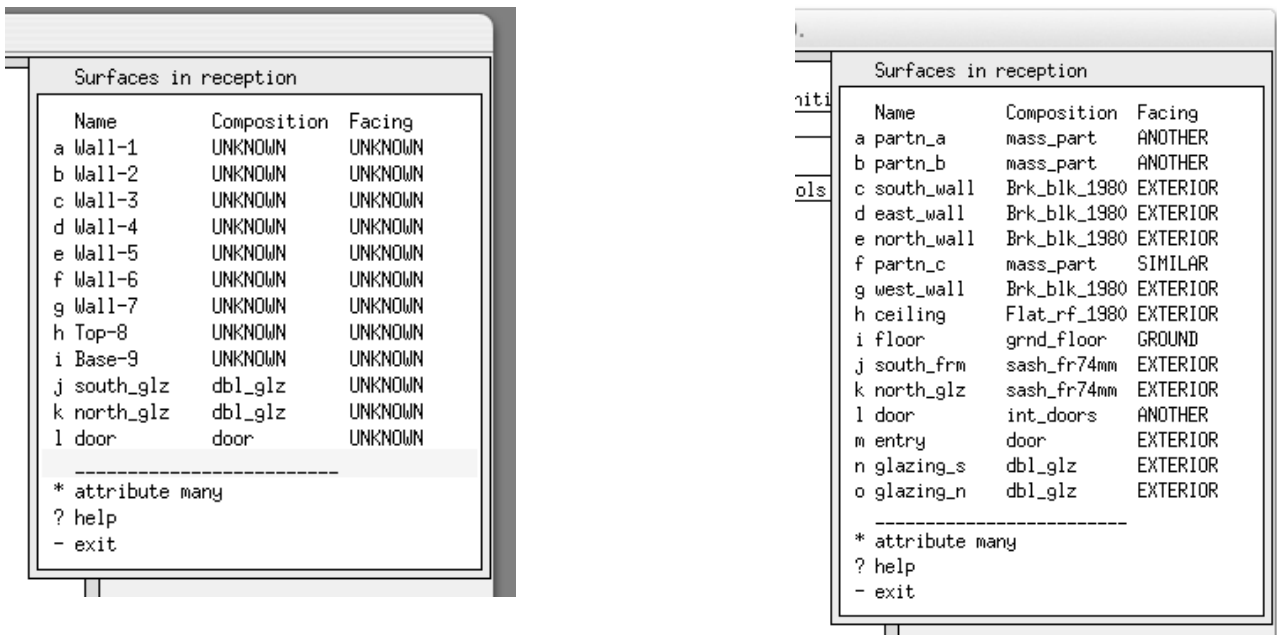 Surfaces in reception
Name Composition Facing
a Wall-1 UNKNOWN UNKNOWN
b Wall-2 UNKNOWN UNKNOWN
c Wall-3 UNKNOWN UNKNOWN
d Wall-4 UNKNOWN UNKNOWN
e Wall-5 UNKNOWN UNKNOWN
f Wall-6 UNKNOWN UNKNOWN
g Wall-7 UNKNOWN UNKNOWN
h Top-8 UNKNOWN UNKNOWN
i Base-9 UNKNOWN UNKNOWN
j south_glz dbl_glz UNKNOWN
k north_glz dbl_glz UNKNOWN
l door door UNKNOWN
* attribute many
? help
- exit
niti
ols
Surfaces in reception
Name Composition Facing
a partn_a mass_part ANOTHER
b partn_b mass_part ANOTHER
c south_wall Brk_blk_1980 EXTERIOR
d east_wall Brk_blk_1980 EXTERIOR
e north_wall Brk_blk_1980 EXTERIOR
f partn_c mass_part SIMILAR
g west_wall Brk_blk_1980 EXTERIOR
h ceiling Flat_rf_1980 EXTERIOR
i floor grnd_floor GROUND
j south_frm sash_fr74mm EXTERIOR
k north_glz sash_fr74mm EXTERIOR
l door int_doors ANOTHER
m entry door EXTERIOR
n glazing_s dbl_glz EXTERIOR
o glazing_n dbl_glz EXTERIOR
* attribute many
? help
- exit